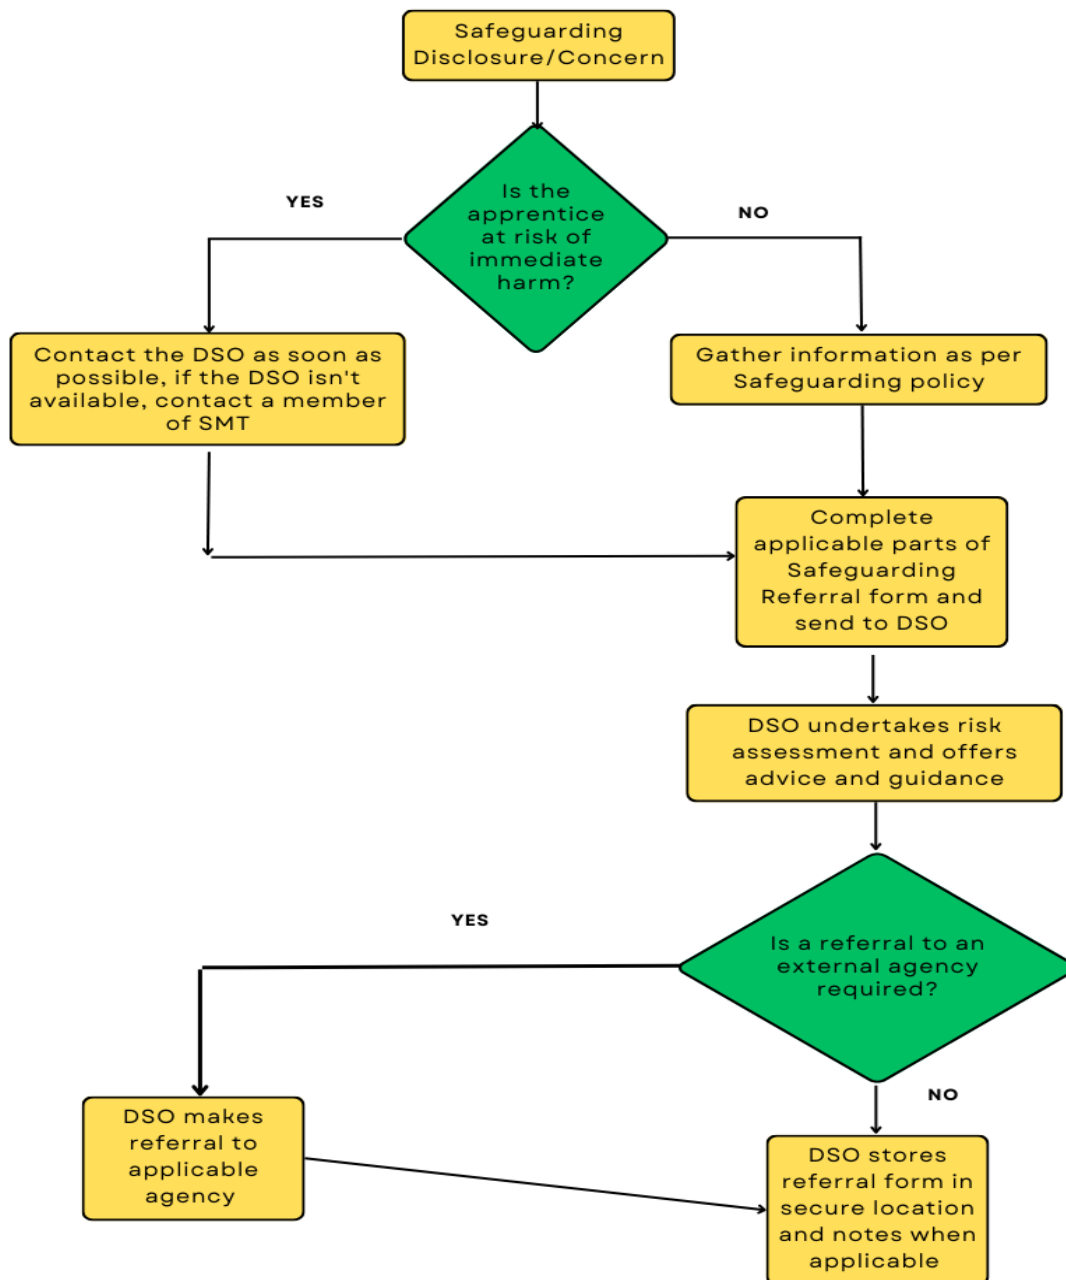 Safeguarding
Disclosure/Concern
Is the
apprentice
at risk of
immediate
harm?
YES
NO
Contact the DSO as soon as
possible, if the DSO isn't
available, contact a member
of SMT
Gather information as per
Safeguarding policy
Complete
applicable parts of
Safeguarding
Referral form and
send to DSO
DSO undertakes risk
assessment and offers
advice and guidance
Is a referral to an
external agency
required?
YES
NO
DSO makes
referral to
applicable
agency
DSO stores
referral form in
secure location
and notes when
applicable